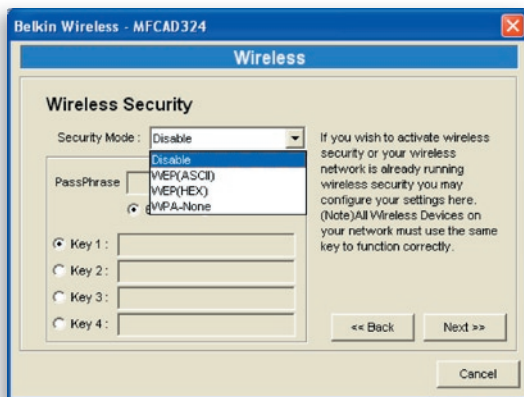 Belkin Wireless - MFCAD324
Wireless
Wireless Security
Security Mode : Disable
Disable
WEP(ASCII)
WEP(HEX)
WPA-None
PassPhrase
Key 1 :
Key 2 :
Key 3 :
Key 4 :
If you wish to activate wireless
security or your wireless
network is already running
wireless security you may
configure your settings here.
(Note)All Wireless Devices on
your network must use the same
key to function correctly.
<< Back
Next >>
Cancel